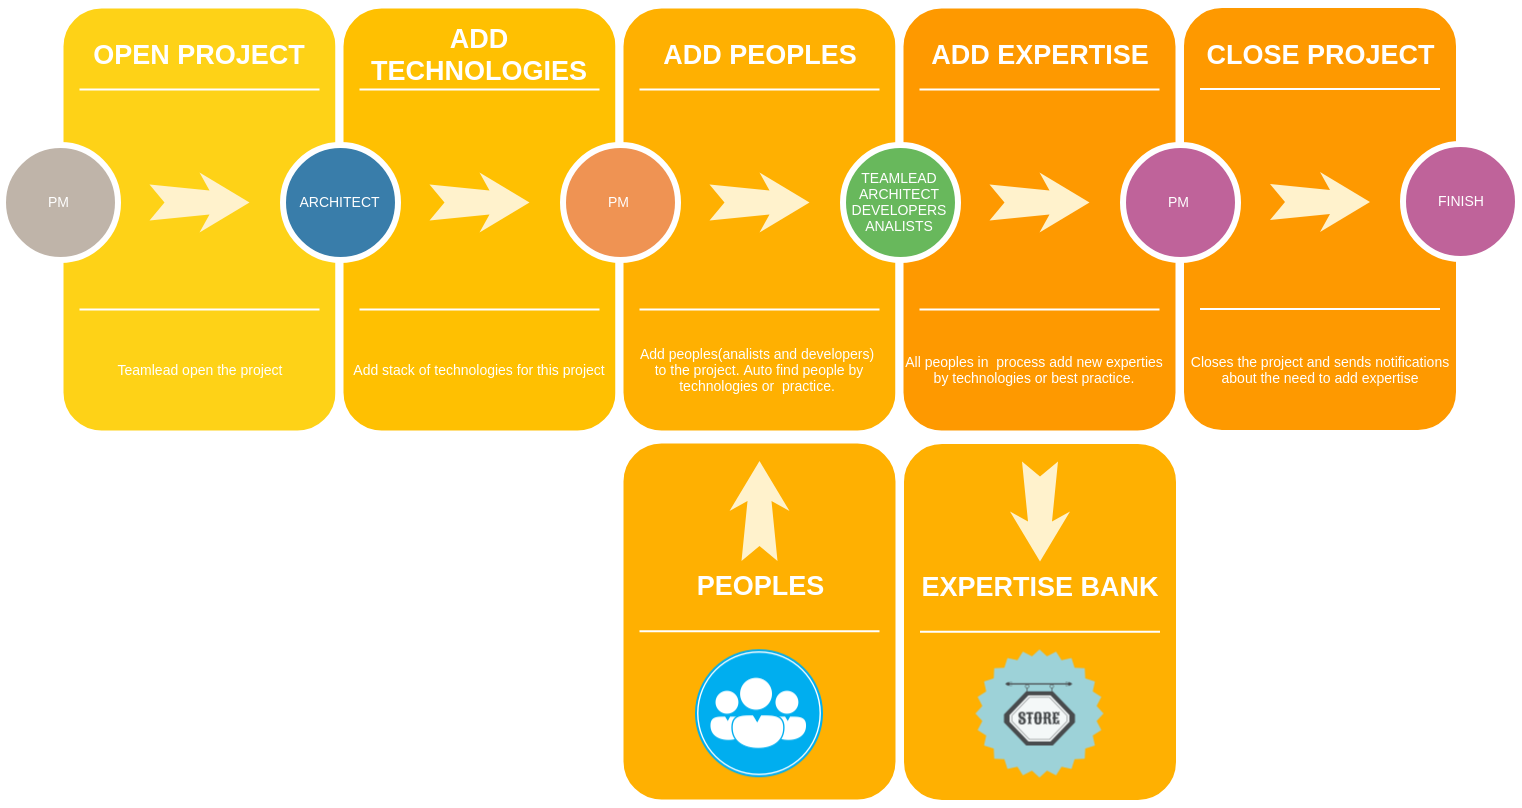 OPEN PROJECT
PM
Teamlead open the project
ADD
TECHNOLOGIES
ARCHITECT
Add stack of technologies for this project
ADD PEOPLES
PM
Add peoples(analists and developers)
to the project. Auto find people by
technologies or  practice.
ADD EXPERTISE
TEAMLEAD
ARCHITECT
DEVELOPERS
ANALISTS
All peoples in  process add new experties
by technologies or best practice.
CLOSE PROJECT
PM
Closes the project and sends notifications
about the need to add expertise
FINISH
PEOPLES
EXPERTISE BANK
STORE